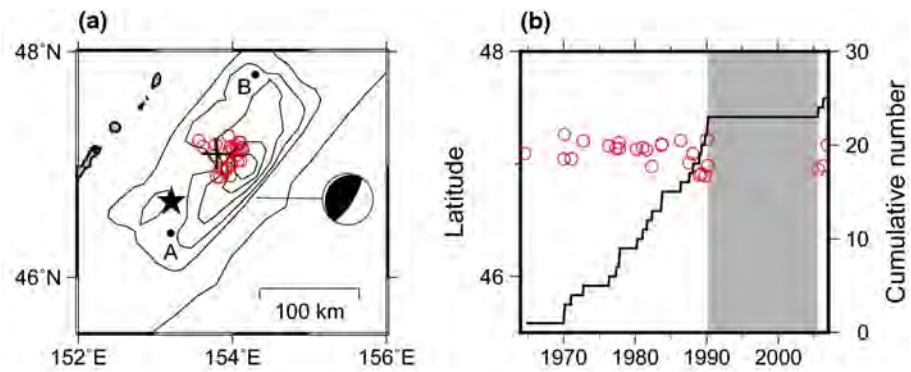 (a)
48°N
46°N
152°E
154°E
156°E
B
A
100 km
(b)
48
46
Latitude
30
20
10
0
Cumulative number
1970
1980
1990
2000